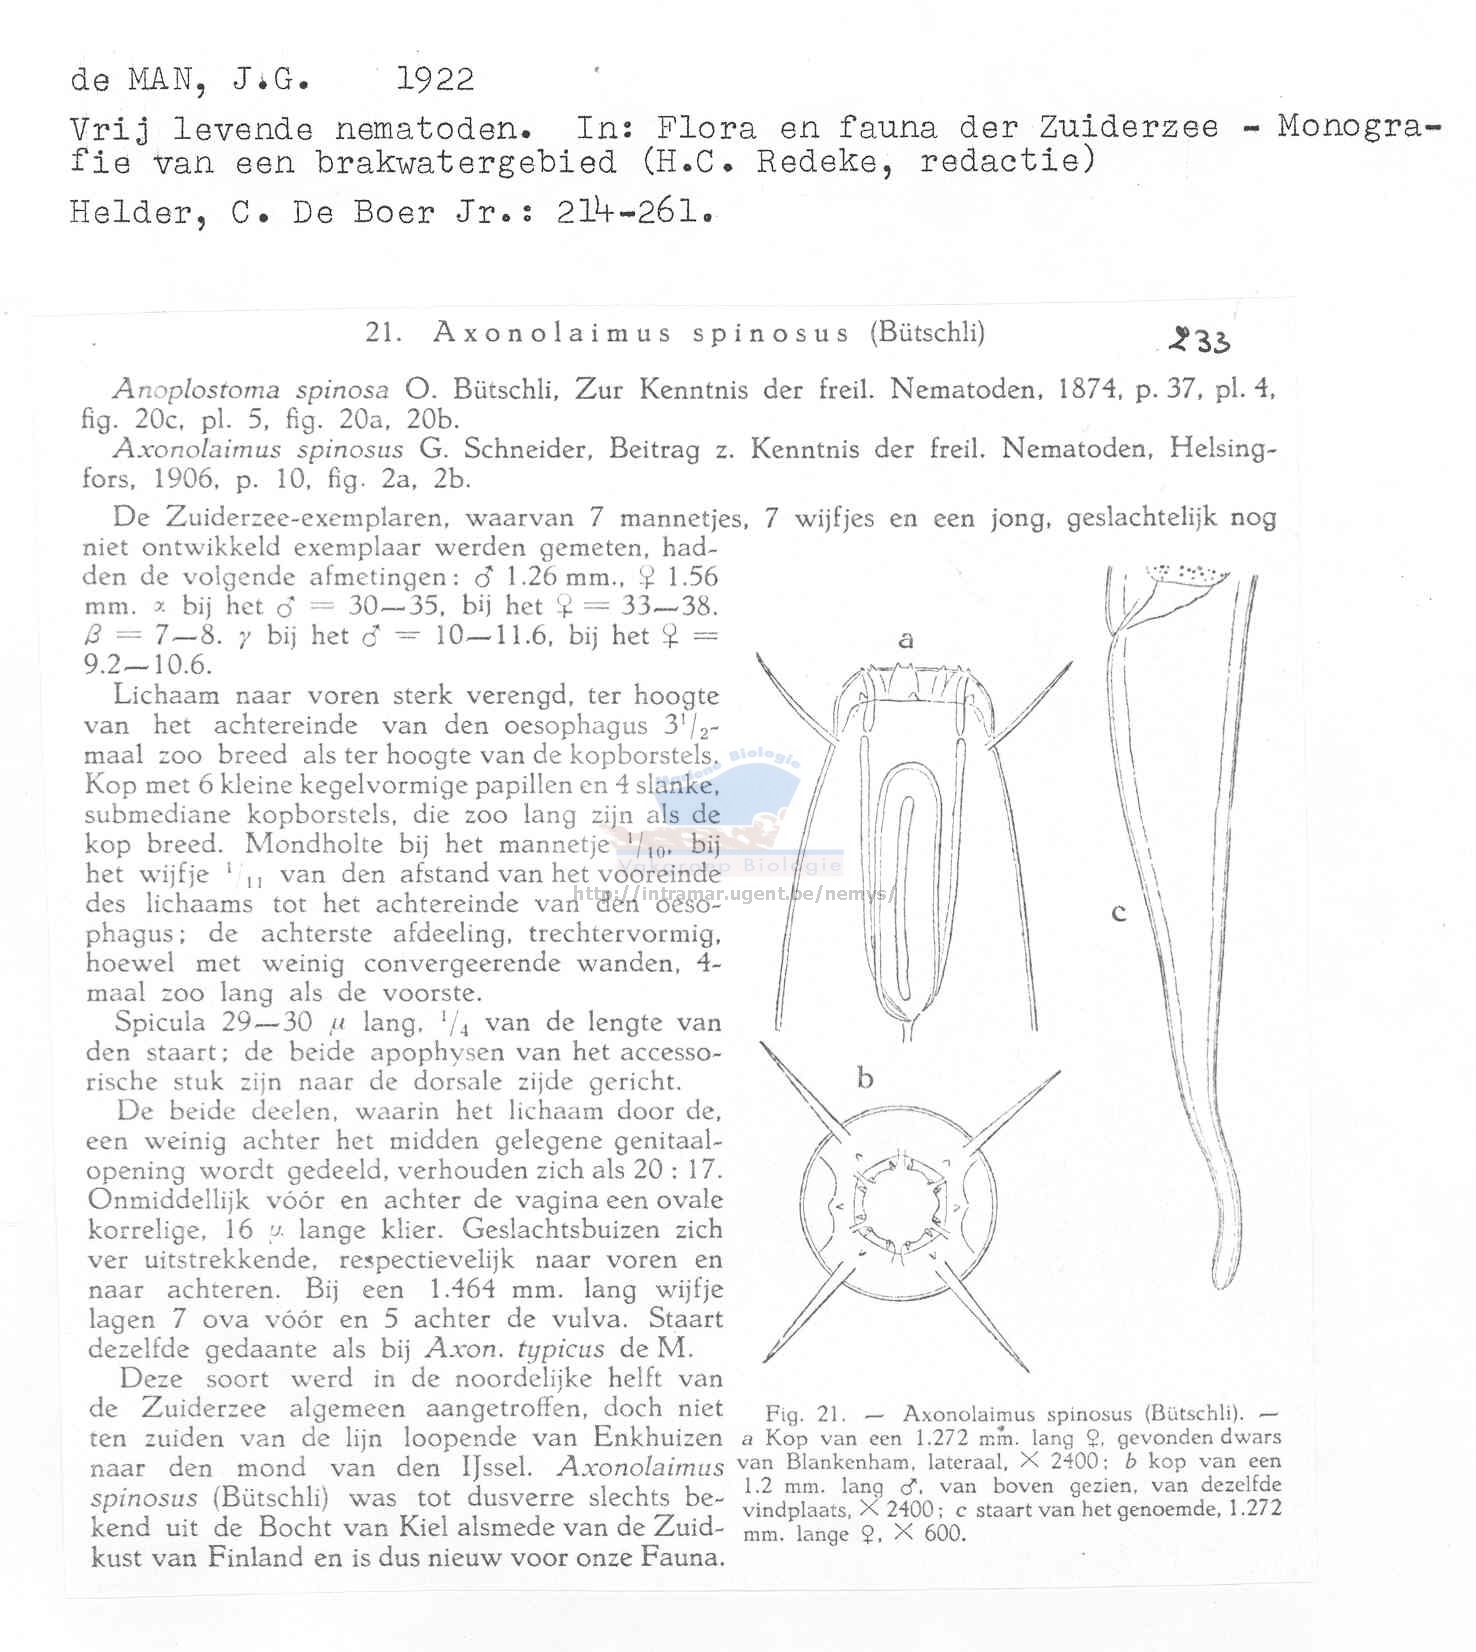 de MAN, J.G. 1922
Vrij levende nematoden. In: Flora en fauna der Zuiderzee - Monogra-
fie van een brakwatergebied (H.C. Redeke, redactie)
Helder, C. De Boer Jr.: 214-261.
21. Axonolaimus spinosus (Bütschli)
233
Anoplostoma spinosa O. Bütschli, Zur Kenntnis der freil. Nematoden, 1874, p. 37, pl. 4,
fig. 20c, pl. 5, fig. 20a, 20b.
Axonolaimus spinosus G. Schneider, Beitrag z. Kenntnis der freil. Nematoden, Helsing-
fors, 1906, p. 10, fig. 2a, 2b.
De Zuiderzee-exemplaren, waarvan 7 mannetjes, 7 wijfjes en een jong, geslachtelijk nog
niet ontwikkeld exemplaar werden gemeten, had-
den de volgende afmetingen: ♂ 1.26 mm., ♀ 1.56
mm. α bij het ♂ = 30—35, bij het ♀ = 33—38.
β = 7—8. γ bij het ♂ = 10—11.6, bij het ♀ =
9.2—10.6.
Lichaam naar voren sterk verengd, ter hoogte
van het achtereinde van den oesophagus 3 1/2-
maal zoo breed als ter hoogte van de kopborstels.
Kop met 6 kleine kegelvormige papillen en 4 slanke,
submediane kopborstels, die zoo lang zijn als de
kop breed. Mondholte bij het mannetje 1/10, bij
het wijfje 1/11 van den afstand van het vooreinde
des lichaams tot het achtereinde van den oeso-
phagus; de achterste afdeeling, trechtervormig,
hoewel met weinig convergeerende wanden, 4-
maal zoo lang als de voorste.
Spicula 29—30 μ lang, 1/4 van de lengte van
den staart; de beide apophysen van het accesso-
rische stuk zijn naar de dorsale zijde gericht.
De beide deelen, waarin het lichaam door de,
een weinig achter het midden gelegene genitaal-
opening wordt gedeeld, verhouden zich als 20 : 17.
Onmiddellijk vóór en achter de vagina een ovale
korrelige, 16 μ lange klier. Geslachtsbuizen zich
ver uitstrekkende, respectievelijk naar voren en
naar achteren. Bij een 1.464 mm. lang wijfje
lagen 7 ova vóór en 5 achter de vulva. Staart
dezelfde gedaante als bij Axon. typicus de M.
Deze soort werd in de noordelijke helft van
de Zuiderzee algemeen aangetroffen, doch niet
ten zuiden van de lijn loopende van Enkhuizen
naar den mond van den IJssel. Axonolaimus
spinosus (Bütschli) was tot dusverre slechts be-
kend uit de Bocht van Kiel alsmede van de Zuid-
kust van Finland en is dus nieuw voor onze Fauna.
a
b
c
Fig. 21. — Axonolaimus spinosus (Bütschli). —
a Kop van een 1.272 mm. lang ♀, gevonden dwars
van Blankenham, lateraal, × 2400; b kop van een
1.2 mm. lang ♂, van boven gezien, van dezelfde
vindplaats, × 2400; c staart van het genoemde, 1.272
mm. lange ♀, × 600.
Mariene Biologie
Vakgroep Biologie
http://intramar.ugent.be/nemys/